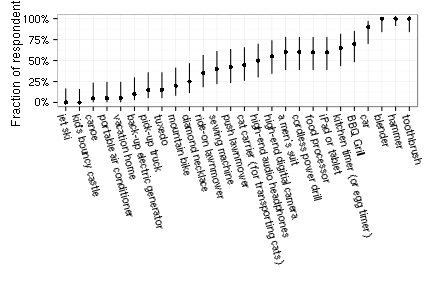 Fraction of respondent
100%
75%
50%
25%
0%
jet ski
kid's bouncy castle
canoe
portable air conditioner
vacation home
back-up electric generator
pick-up truck
tuxedo
mountain bike
diamond necklace
ride-on lawnmower
sewing machine
push lawnmower
cat carrier (for transporting cats)
high-end audio headphones
high-end digital camera
a men's suit
cordless power drill
food processor
iPad or tablet
kitchen timer (or egg timer)
BBQ Grill
car
blender
hammer
toothbrush